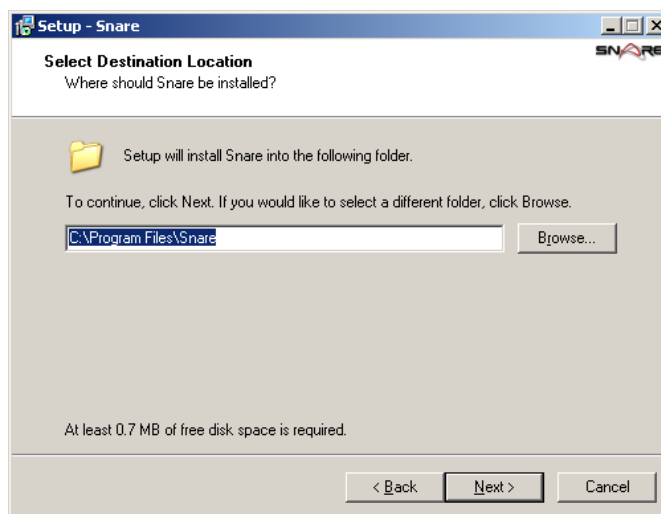 Setup - Snare
SNARE
Select Destination Location
Where should Snare be installed?
Setup will install Snare into the following folder.
To continue, click Next. If you would like to select a different folder, click Browse.
C:\Program Files\Snare
Browse...
At least 0.7 MB of free disk space is required.
< Back
Next >
Cancel